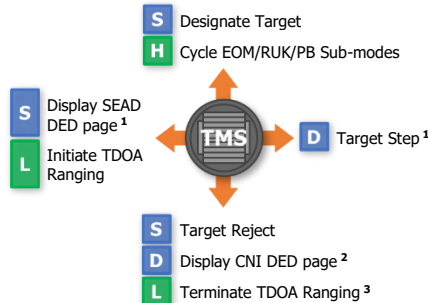 S Designate Target
H Cycle EOM/RUK/PB Sub-modes
S Display SEAD
DED page 1
L Initiate TDOA
Ranging
TMS
D Target Step 1
S Target Reject
D Display CNI DED page 2
L Terminate TDOA Ranging 3